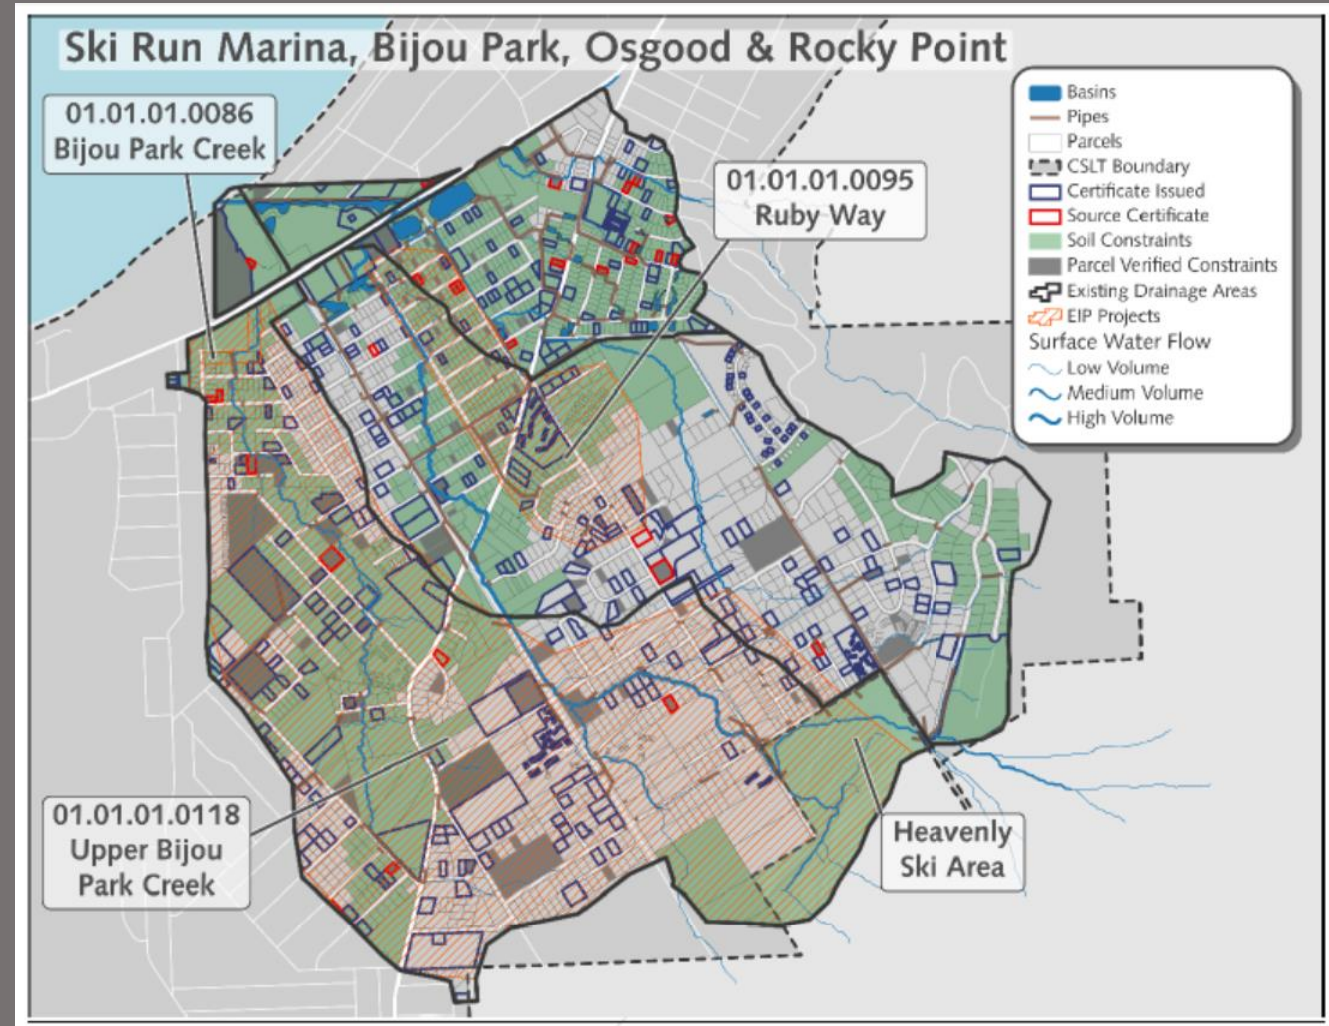 Ski Run Marina, Bijou Park, Osgood & Rocky Point
01.01.01.0086
Bijou Park Creek
01.01.01.0095
Ruby Way
Basins
Pipes
Parcels
CSLT Boundary
Certificate Issued
Source Certificate
Soil Constraints
Parcel Verified Constraints
Existing Drainage Areas
EIP Projects
Surface Water Flow
Low Volume
Medium Volume
High Volume
01.01.01.0118
Upper Bijou
Park Creek
Heavenly
Ski Area